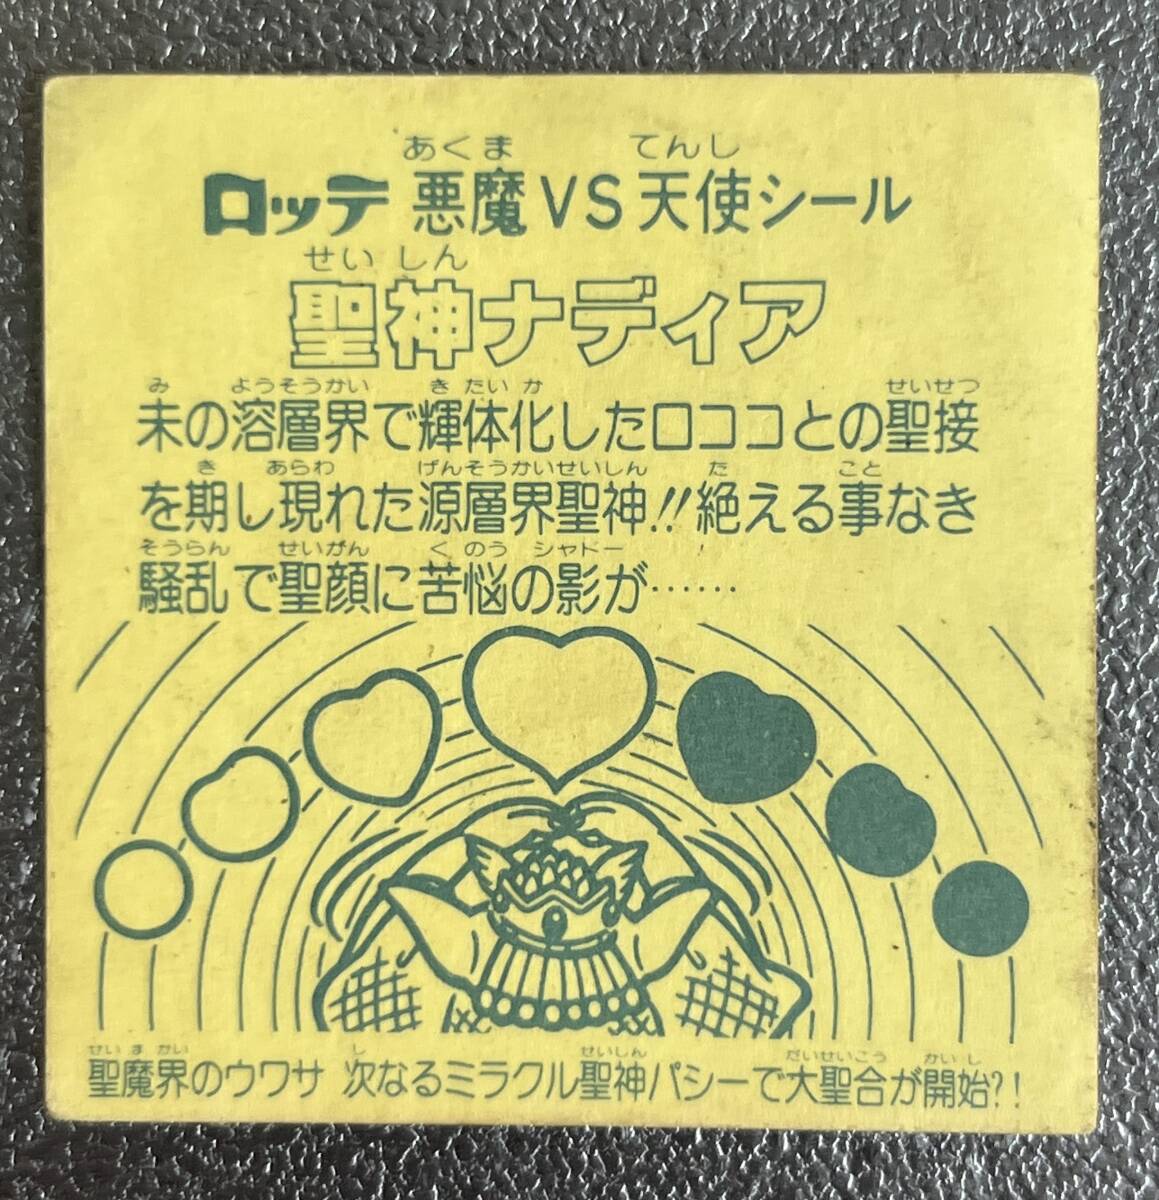 あくま てんし
ロッテ 悪魔VS天使シール
せいしん
聖神ナディア
み ようそうかい きたいか せいせつ
未の溶層界で輝体化したロココとの聖接
き あらわ げんそうかいせいしん た こと
を期し現れた源層界聖神!!絶える事なき
そうらん せいがん くのう シャドー
騒乱で聖顔に苦悩の影が……
せいまかい し せいしん だいせいごう かいし
聖魔界のウワサ 次なるミラクル聖神パシーで大聖合が開始?!